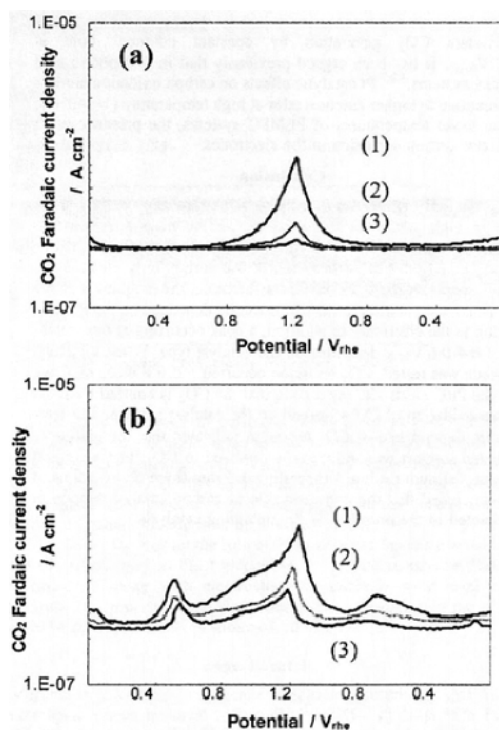 1.E-05
(a)
CO₂ Faradaic current density
/ A cm⁻²
(1)
(2)
(3)
1.E-07
0.4 0.8 1.2 0.8 0.4
Potential / Vrhe
1.E-05
(b)
CO₂ Fardaic current density
/ A cm⁻²
(1)
(2)
(3)
1.E-07
0.4 0.8 1.2 0.8 0.4
Potential / Vrhe